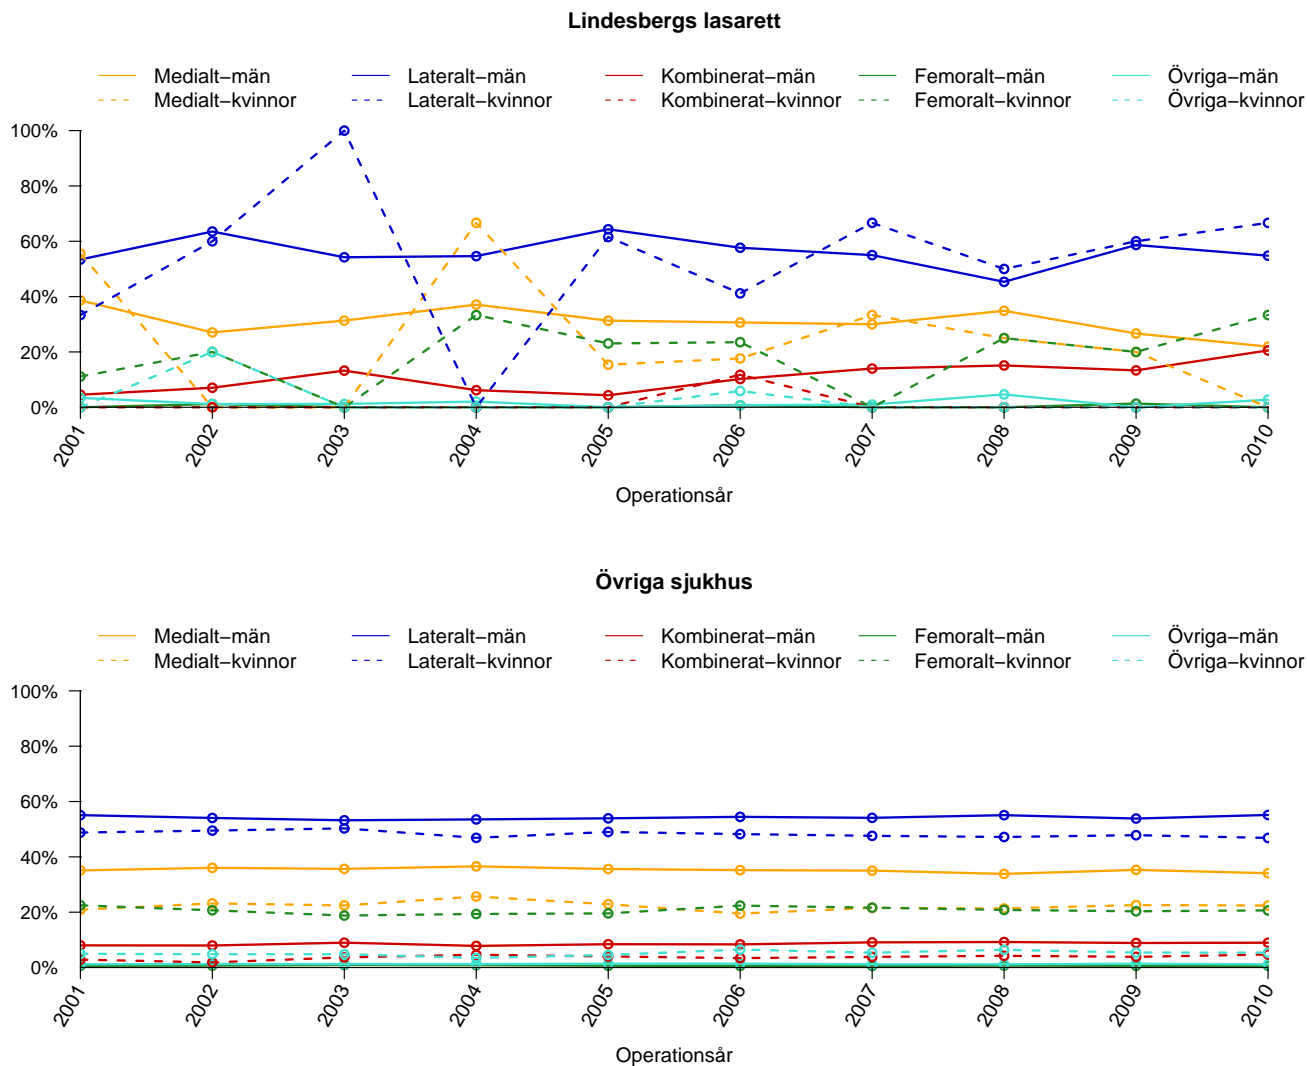 Lindesbergs lasarett
Medialt−män Lateralt−män Kombinerat−män Femoralt−män Övriga−män
Medialt−kvinnor Lateralt−kvinnor Kombinerat−kvinnor Femoralt−kvinnor Övriga−kvinnor
100%
80%
60%
40%
20%
0%
2001 2002 2003 2004 2005 2006 2007 2008 2009 2010
Operationsår
Övriga sjukhus
Medialt−män Lateralt−män Kombinerat−män Femoralt−män Övriga−män
Medialt−kvinnor Lateralt−kvinnor Kombinerat−kvinnor Femoralt−kvinnor Övriga−kvinnor
100%
80%
60%
40%
20%
0%
2001 2002 2003 2004 2005 2006 2007 2008 2009 2010
Operationsår